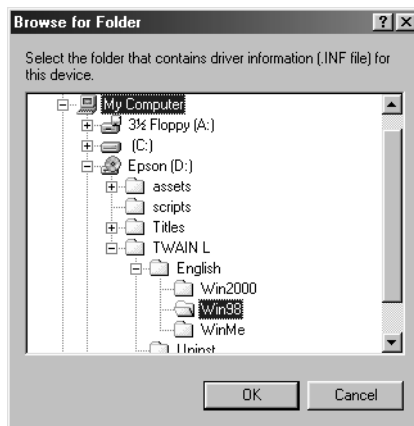 Browse for Folder
Select the folder that contains driver information (.INF file) for
this device.
My Computer
3½ Floppy (A:)
(C:)
Epson (D:)
assets
scripts
Titles
TWAIN L
English
Win2000
Win98
WinMe
Uninst
OK
Cancel